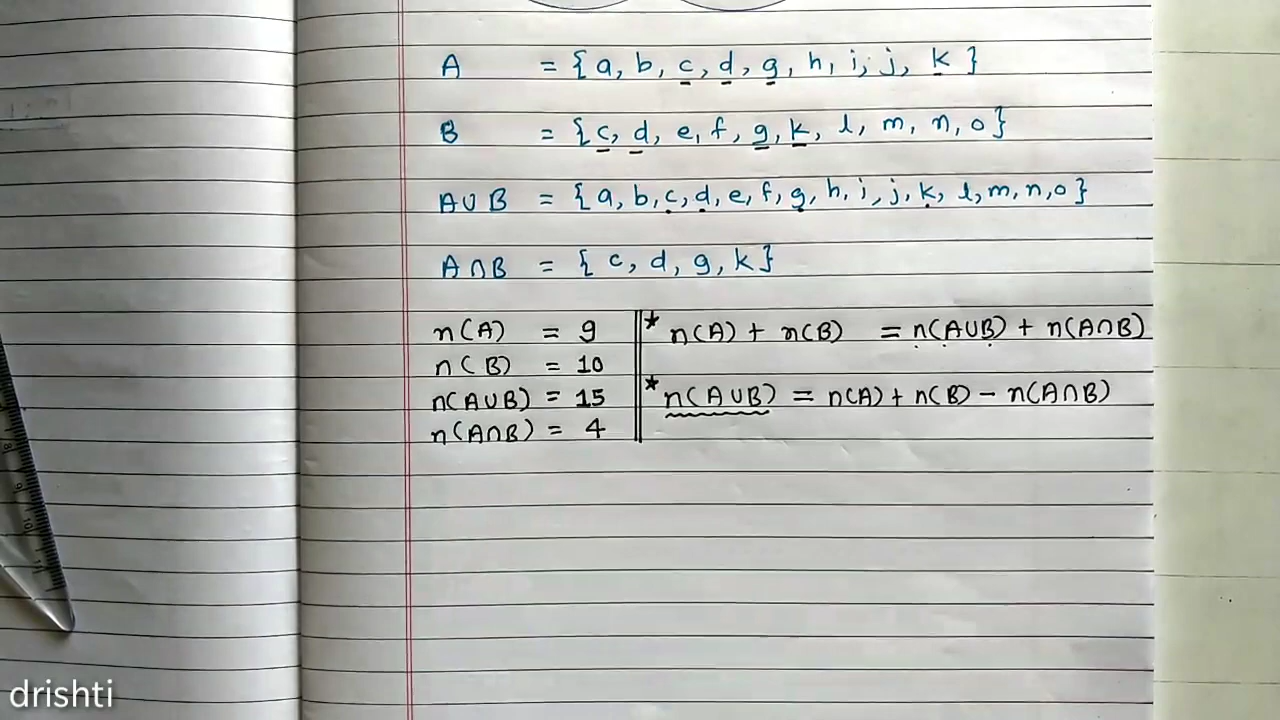 A = {a, b, c, d, g, h, i, j, k}
B = {c, d, e, f, g, k, l, m, n, o}
A∪B = {a, b, c, d, e, f, g, h, i, j, k, l, m, n, o}
A∩B = {c, d, g, k}
n(A) = 9
n(B) = 10
n(A∪B) = 15
n(A∩B) = 4
* n(A) + n(B) = n(A∪B) + n(A∩B)
* n(A∪B) = n(A) + n(B) - n(A∩B)
drishti